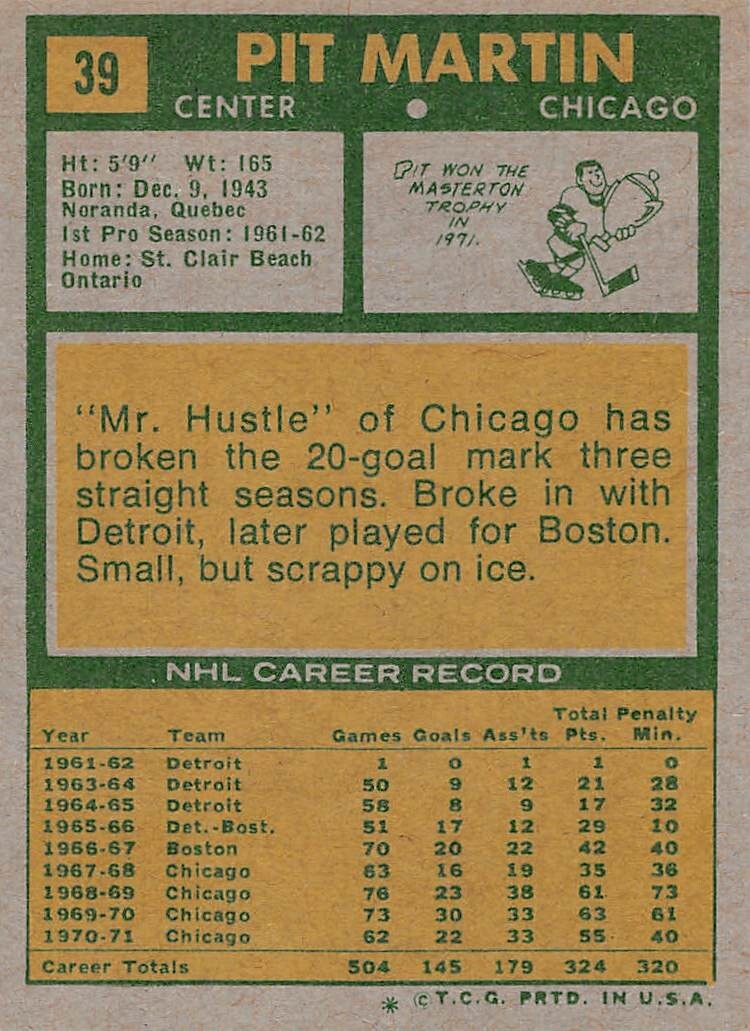 39
PIT MARTIN
CENTER • CHICAGO
Ht: 5'9" Wt: 165
Born: Dec. 9, 1943
Noranda, Quebec
1st Pro Season: 1961-62
Home: St. Clair Beach
Ontario
PIT WON THE
MASTERTON
TROPHY
IN
1971.
"Mr. Hustle" of Chicago has
broken the 20-goal mark three
straight seasons. Broke in with
Detroit, later played for Boston.
Small, but scrappy on ice.
NHL CAREER RECORD
Total Penalty
Year Team Games Goals Ass'ts Pts. Min.
1961-62 Detroit 1 0 1 1 0
1963-64 Detroit 50 9 12 21 28
1964-65 Detroit 58 8 9 17 32
1965-66 Det.-Bost. 51 17 12 29 10
1966-67 Boston 70 20 22 42 40
1967-68 Chicago 63 16 19 35 36
1968-69 Chicago 76 23 38 61 73
1969-70 Chicago 73 30 33 63 61
1970-71 Chicago 62 22 33 55 40
Career Totals 504 145 179 324 320
* © T.C.G. PRTD. IN U.S.A.